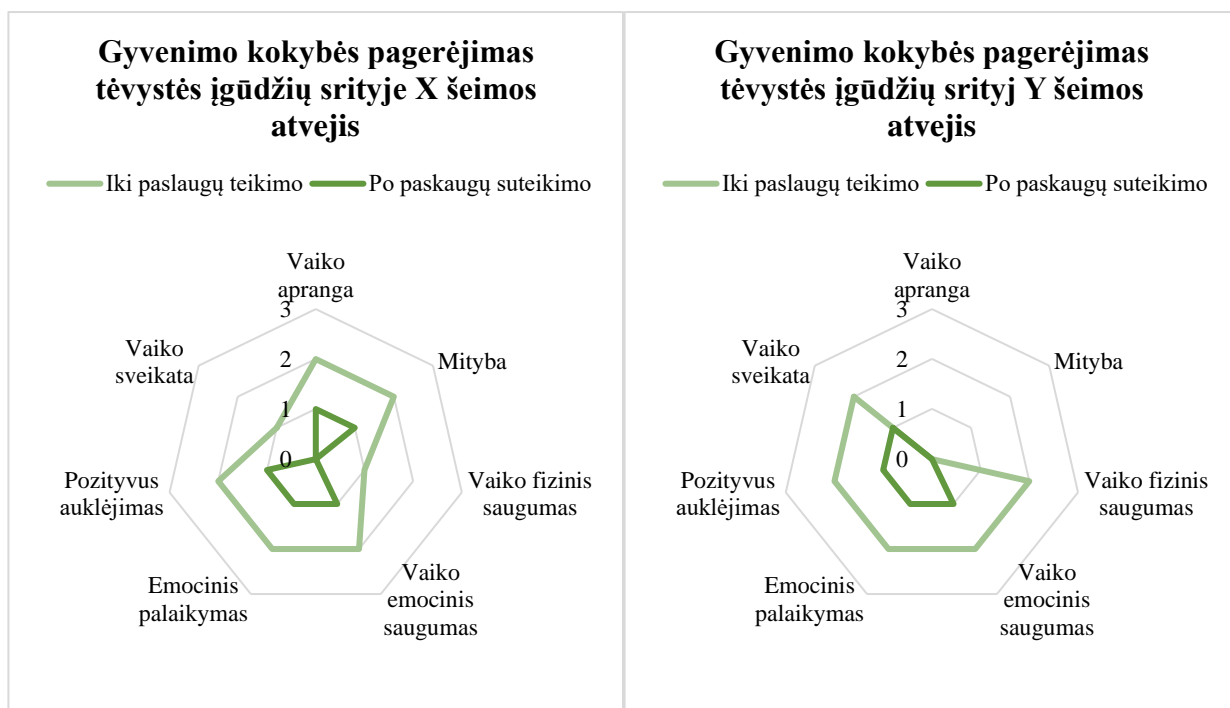 Gyvenimo kokybės pagerėjimas
tėvystės įgūdžių srityje X šeimos
atvejis
Iki paslaugų teikimo
Po paskaugų suteikimo
Vaiko
apranga
3
2
1
0
Mityba
Vaiko fizinis
saugumas
Vaiko
emocinis
saugumas
Emocinis
palaikymas
Pozityvus
auklėjimas
Vaiko
sveikata
Gyvenimo kokybės pagerėjimas
tėvystės įgūdžių srityj Y šeimos
atvejis
Iki paslaugų teikimo
Po paskaugų suteikimo
Vaiko
apranga
3
2
1
0
Mityba
Vaiko fizinis
saugumas
Vaiko
emocinis
saugumas
Emocinis
palaikymas
Pozityvus
auklėjimas
Vaiko
sveikata